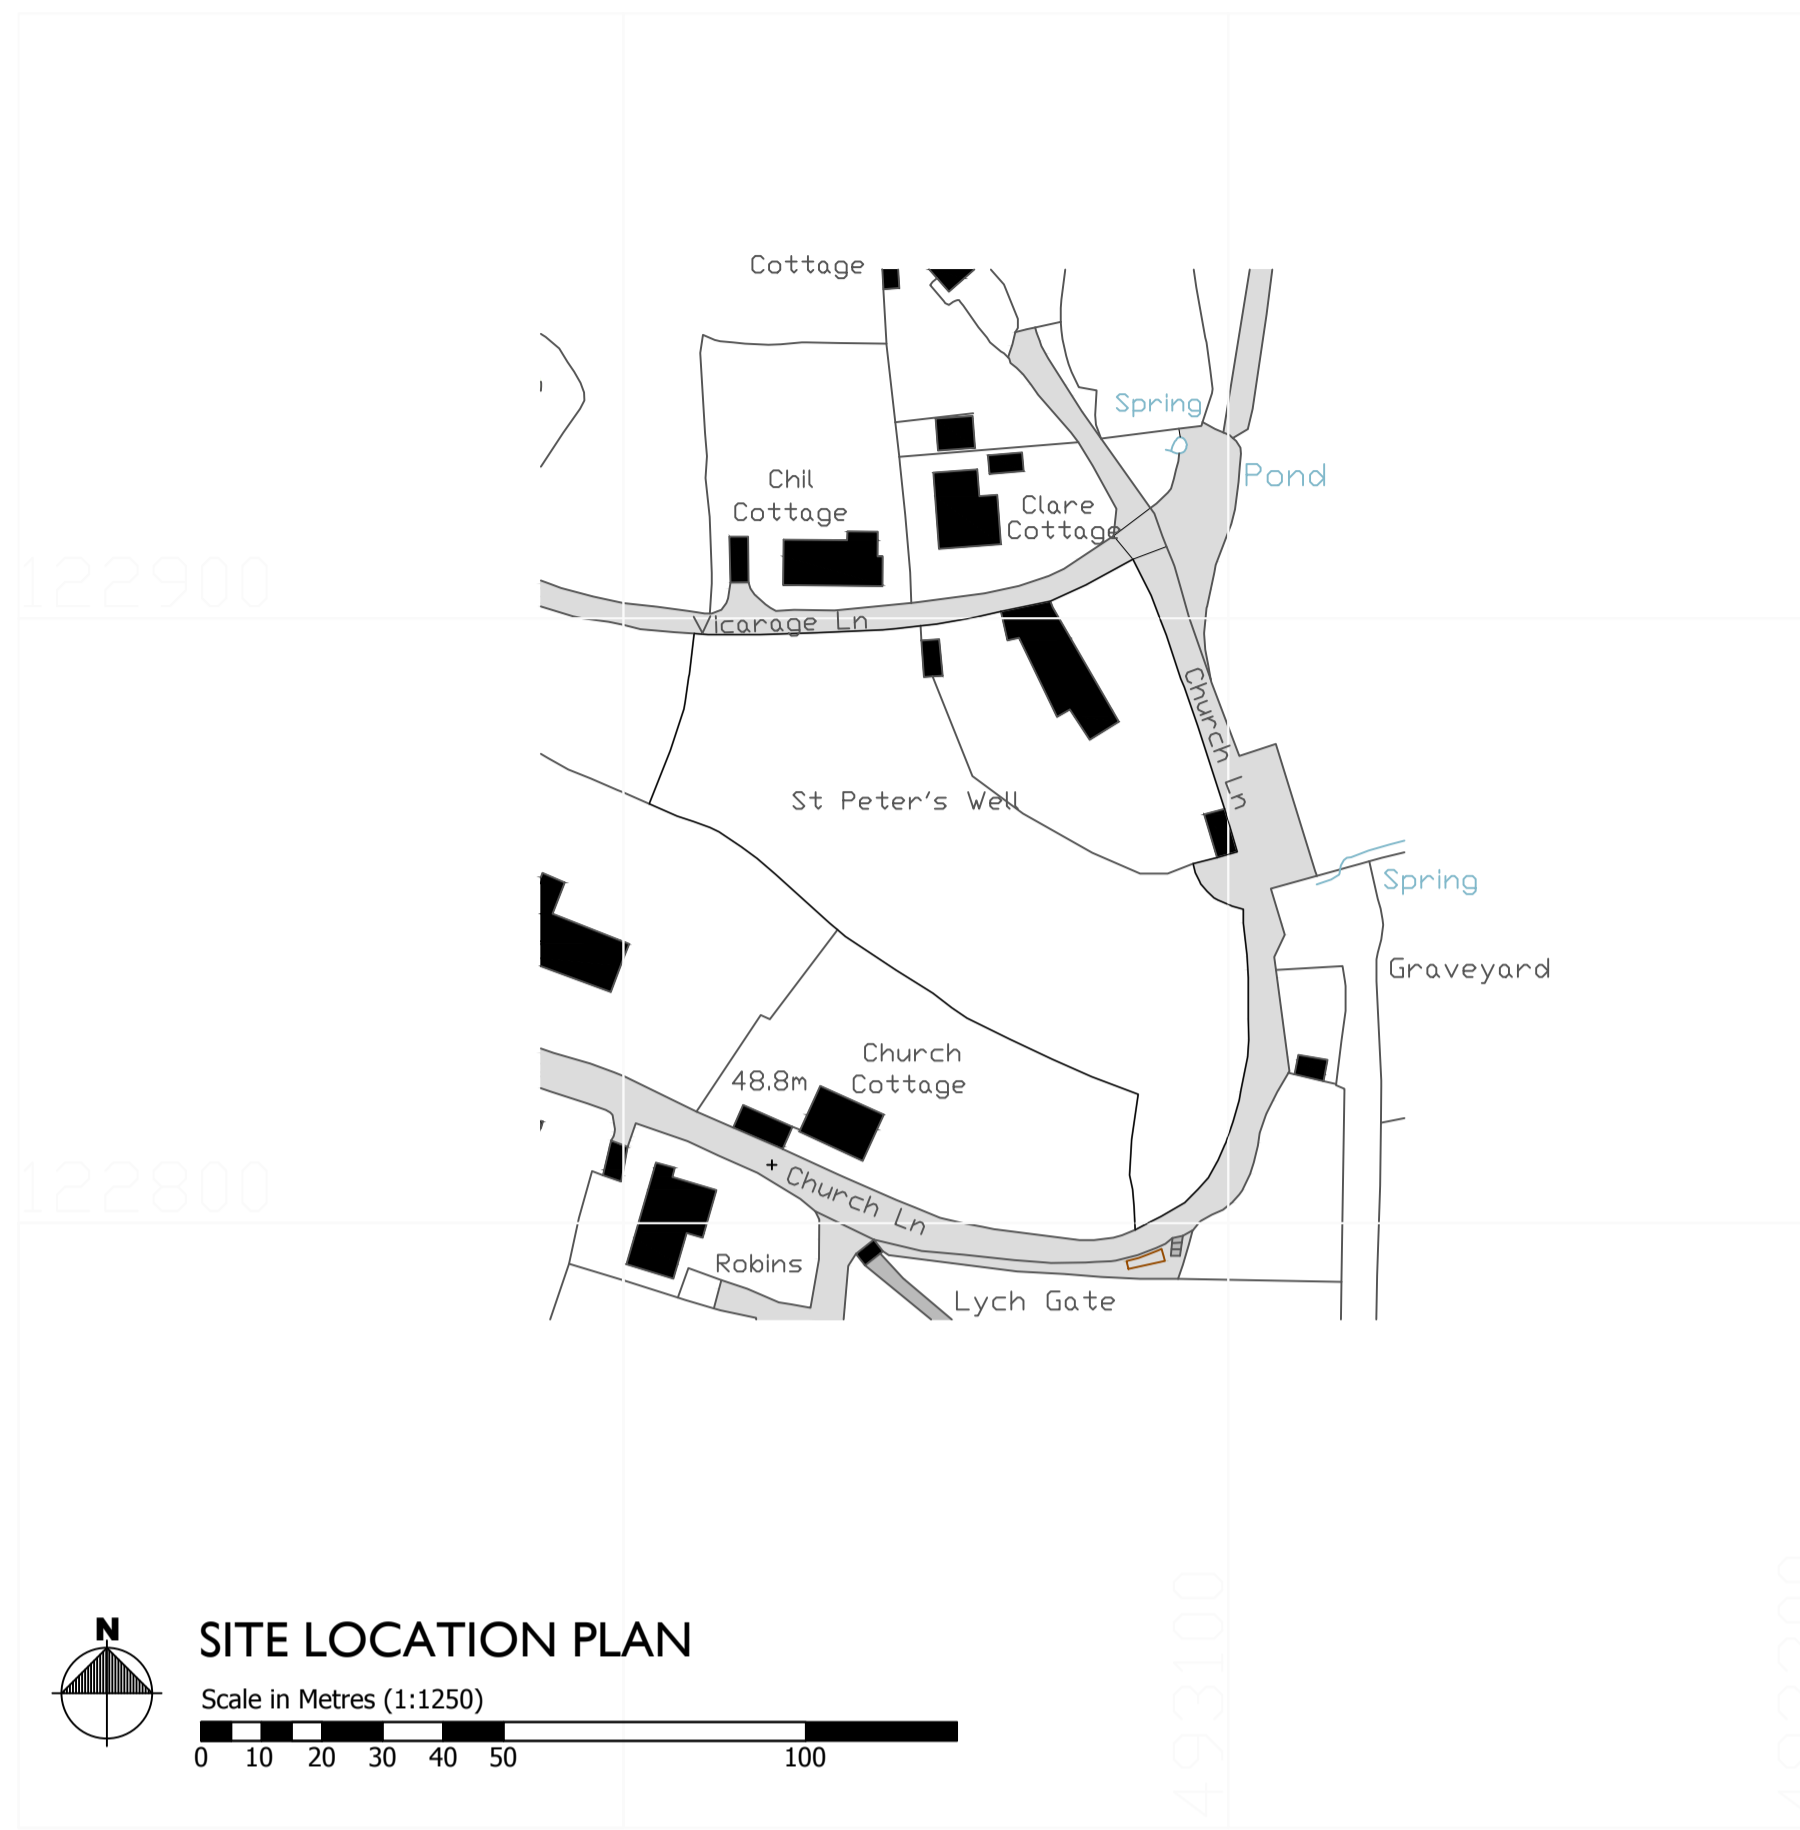 Cottage
Spring
Pond
Chil
Cottage
Clare
Cottage
122900
Vicarage Ln
Church Ln
St Peter's Well
Spring
Graveyard
Church
Cottage
48.8m
122800
Church Ln
Robins
Lych Gate
493100
N
SITE LOCATION PLAN
Scale in Metres (1:1250)
0 10 20 30 40 50 100